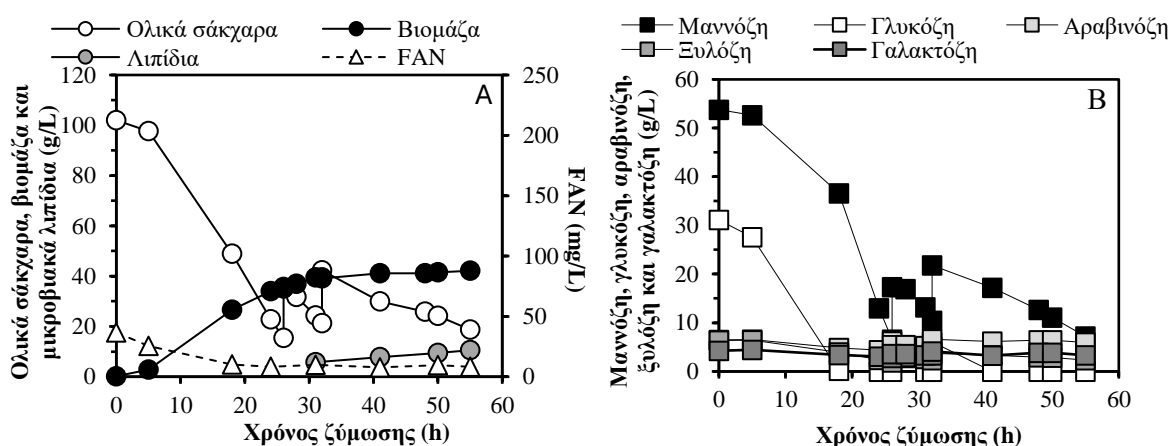 Ολικά σάκχαρα
Βιομάζα
Λιπίδια
FAN
A
Ολικά σάκχαρα, βιομάζα και
μικροβιακά λιπίδια (g/L)
120
100
80
60
40
20
0
250
200
150
100
50
0
FAN (mg/L)
0 10 20 30 40 50 60
Χρόνος ζύμωσης (h)
Μαννόζη
Γλυκόζη
Αραβινόζη
Ξυλόζη
Γαλακτόζη
B
Μαννόζη, γλυκόζη, αραβινόζη,
ξυλόζη και γαλακτόζη (g/L)
60
50
40
30
20
10
0
0 10 20 30 40 50 60
Χρόνος ζύμωσης (h)